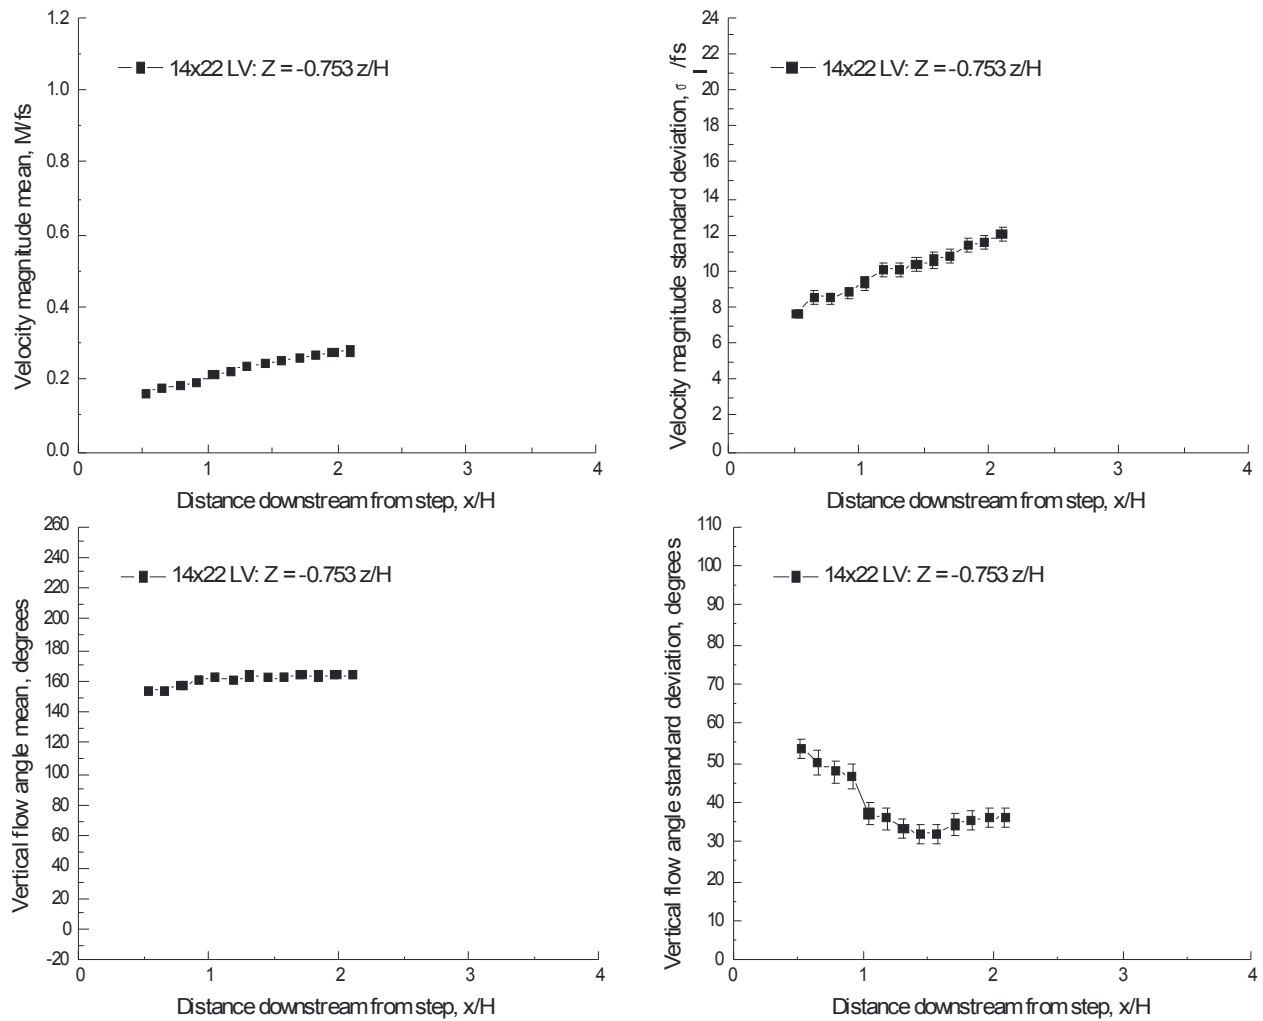 1.2
1.0
0.8
0.6
0.4
0.2
0.0
0 1 2 3 4
Velocity magnitude mean, M/fs
14x22 LV: Z = -0.753 z/H
Distance downstream from step, x/H
24
22
20
18
16
14
12
10
8
6
4
2
0
0 1 2 3 4
Velocity magnitude standard deviation, σ /fs
14x22 LV: Z = -0.753 z/H
Distance downstream from step, x/H
260
240
220
200
180
160
140
120
100
80
60
40
20
0
-20
0 1 2 3 4
Vertical flow angle mean, degrees
14x22 LV: Z = -0.753 z/H
Distance downstream from step, x/H
110
100
90
80
70
60
50
40
30
20
10
0
0 1 2 3 4
Vertical flow angle standard deviation, degrees
14x22 LV: Z = -0.753 z/H
Distance downstream from step, x/H